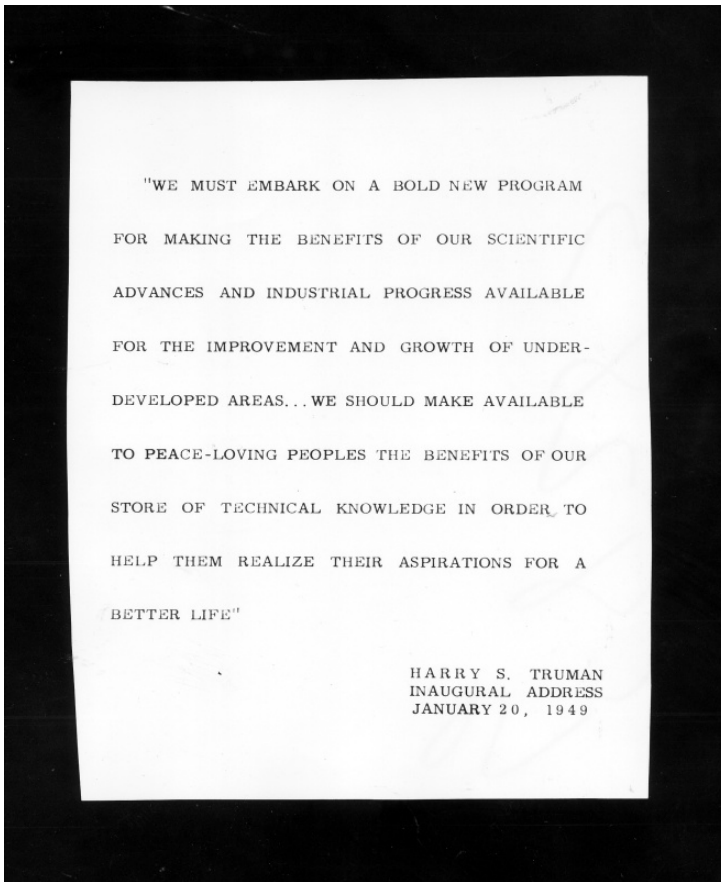 "WE MUST EMBARK ON A BOLD NEW PROGRAM
FOR MAKING THE BENEFITS OF OUR SCIENTIFIC
ADVANCES AND INDUSTRIAL PROGRESS AVAILABLE
FOR THE IMPROVEMENT AND GROWTH OF UNDER-
DEVELOPED AREAS...WE SHOULD MAKE AVAILABLE
TO PEACE-LOVING PEOPLES THE BENEFITS OF OUR
STORE OF TECHNICAL KNOWLEDGE IN ORDER TO
HELP THEM REALIZE THEIR ASPIRATIONS FOR A
BETTER LIFE"
HARRY S. TRUMAN
INAUGURAL ADDRESS
JANUARY 20, 1949